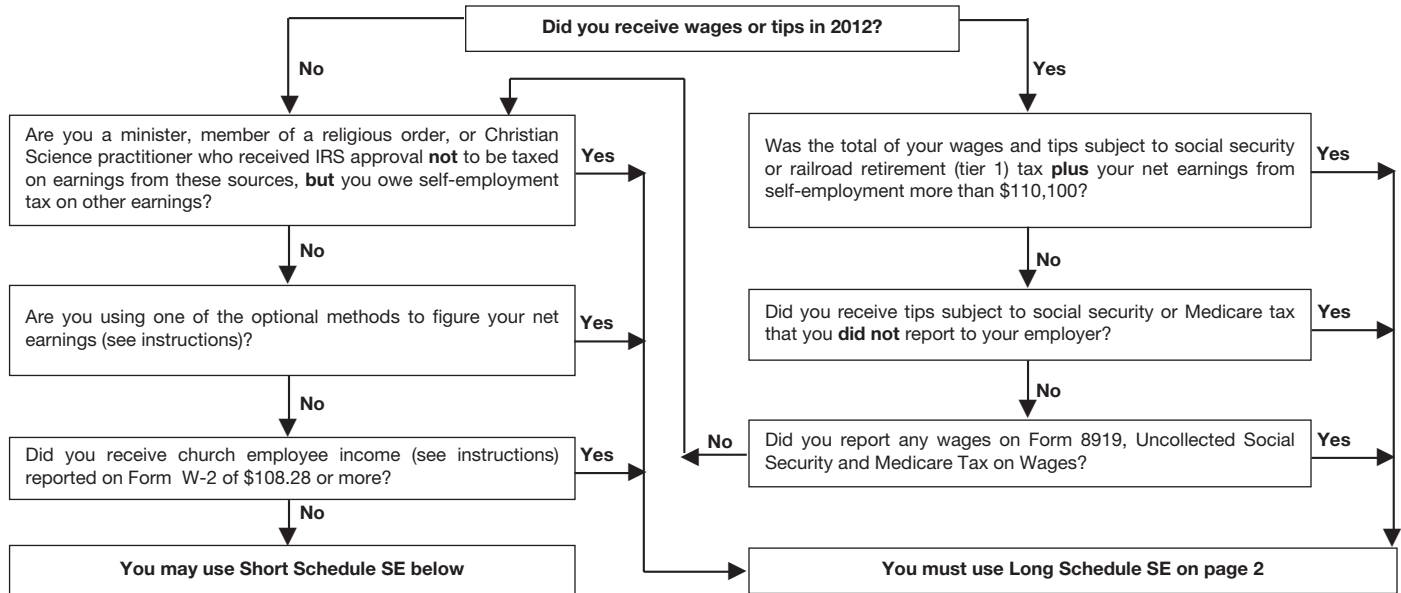 Did you receive wages or tips in 2012?
No
Yes
Are you a minister, member of a religious order, or Christian
Science practitioner who received IRS approval not to be taxed
on earnings from these sources, but you owe self-employment
tax on other earnings?
Yes
Was the total of your wages and tips subject to social security
or railroad retirement (tier 1) tax plus your net earnings from
self-employment more than $110,100?
Yes
No
No
Are you using one of the optional methods to figure your net
earnings (see instructions)?
Yes
Did you receive tips subject to social security or Medicare tax
that you did not report to your employer?
Yes
No
No
Did you receive church employee income (see instructions)
reported on Form W-2 of $108.28 or more?
Yes
No
Did you report any wages on Form 8919, Uncollected Social
Security and Medicare Tax on Wages?
Yes
No
You may use Short Schedule SE below
You must use Long Schedule SE on page 2